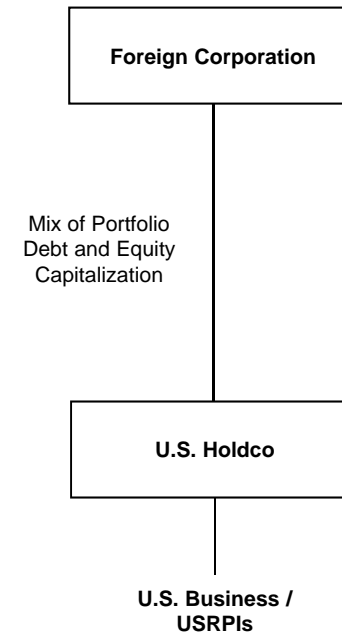 Foreign Corporation
Mix of Portfolio
Debt and Equity
Capitalization
U.S. Holdco
U.S. Business /
USRPIs